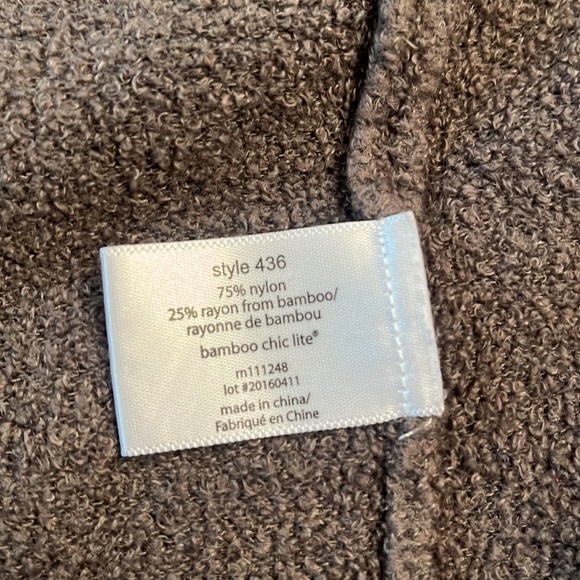 style 436
75% nylon
25% rayon from bamboo/
rayonne de bambou
bamboo chic lite®
rn111248
lot #20160411
made in china/
Fabriqué en Chine